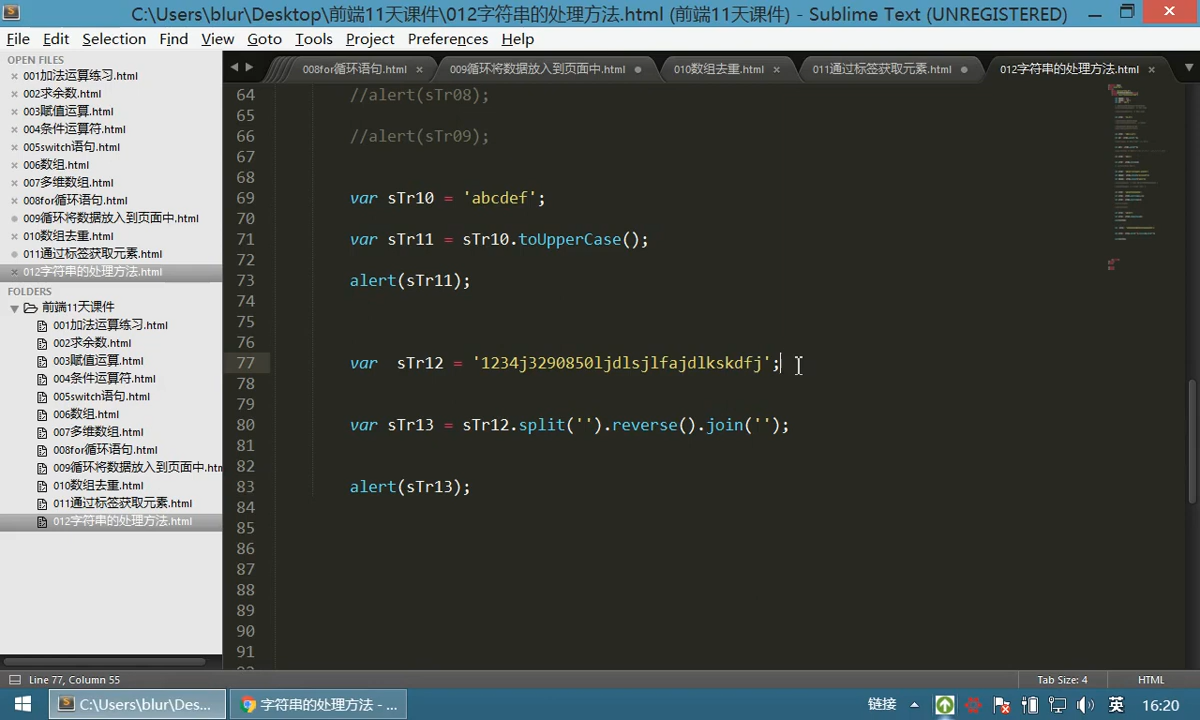 C:\Users\blur\Desktop\前端11天课件\012字符串的处理方法.html (前端11天课件) - Sublime Text (UNREGISTERED)
File Edit Selection Find View Goto Tools Project Preferences Help
OPEN FILES
001加法运算练习.html
002求余数.html
003赋值运算.html
004条件运算符.html
005switch语句.html
006数组.html
007多维数组.html
008for循环语句.html
009循环将数据放入到页面中.html
010数组去重.html
011通过标签获取元素.html
012字符串的处理方法.html
FOLDERS
前端11天课件
001加法运算练习.html
002求余数.html
003赋值运算.html
004条件运算符.html
005switch语句.html
006数组.html
007多维数组.html
008for循环语句.html
009循环将数据放入到页面中.htm
010数组去重.html
011通过标签获取元素.html
012字符串的处理方法.html
008for循环语句.html 009循环将数据放入到页面中.html 010数组去重.html 011通过标签获取元素.html 012字符串的处理方法.html
64 //alert(sTr08);
65
66 //alert(sTr09);
67
68
69 var sTr10 = 'abcdef';
70
71 var sTr11 = sTr10.toUpperCase();
72
73 alert(sTr11);
74
75
76
77 var  sTr12 = '1234j3290850ljdlsjlfajdlkskdfj';
78
79
80 var sTr13 = sTr12.split('').reverse().join('');
81
82
83 alert(sTr13);
84
85
86
87
88
89
90
91
Line 77, Column 55 Tab Size: 4 HTML
C:\Users\blur\Des... 字符串的处理方法 - ... 链接 英 16:20